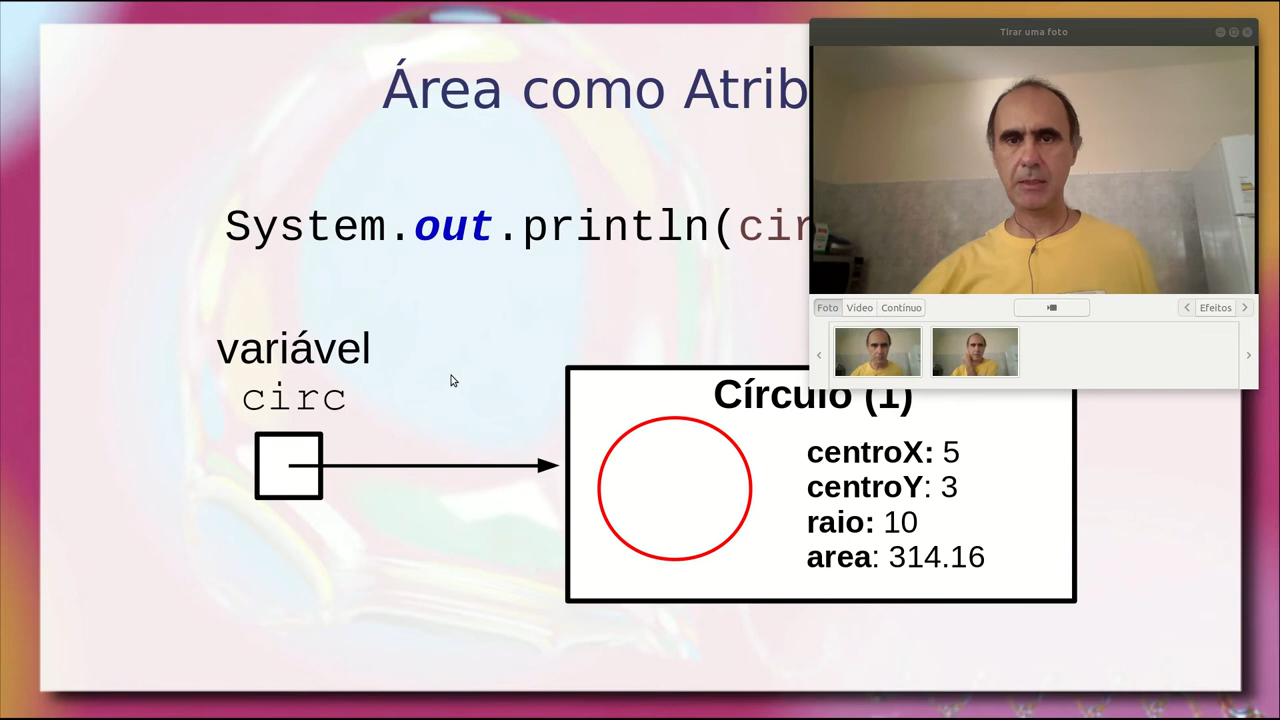 Tirar uma foto
Área como Atrib
System.out.println(cir
Foto Vídeo Contínuo Efeitos
variável
circ
Círculo (1)
centroX: 5
centroY: 3
raio: 10
area: 314.16